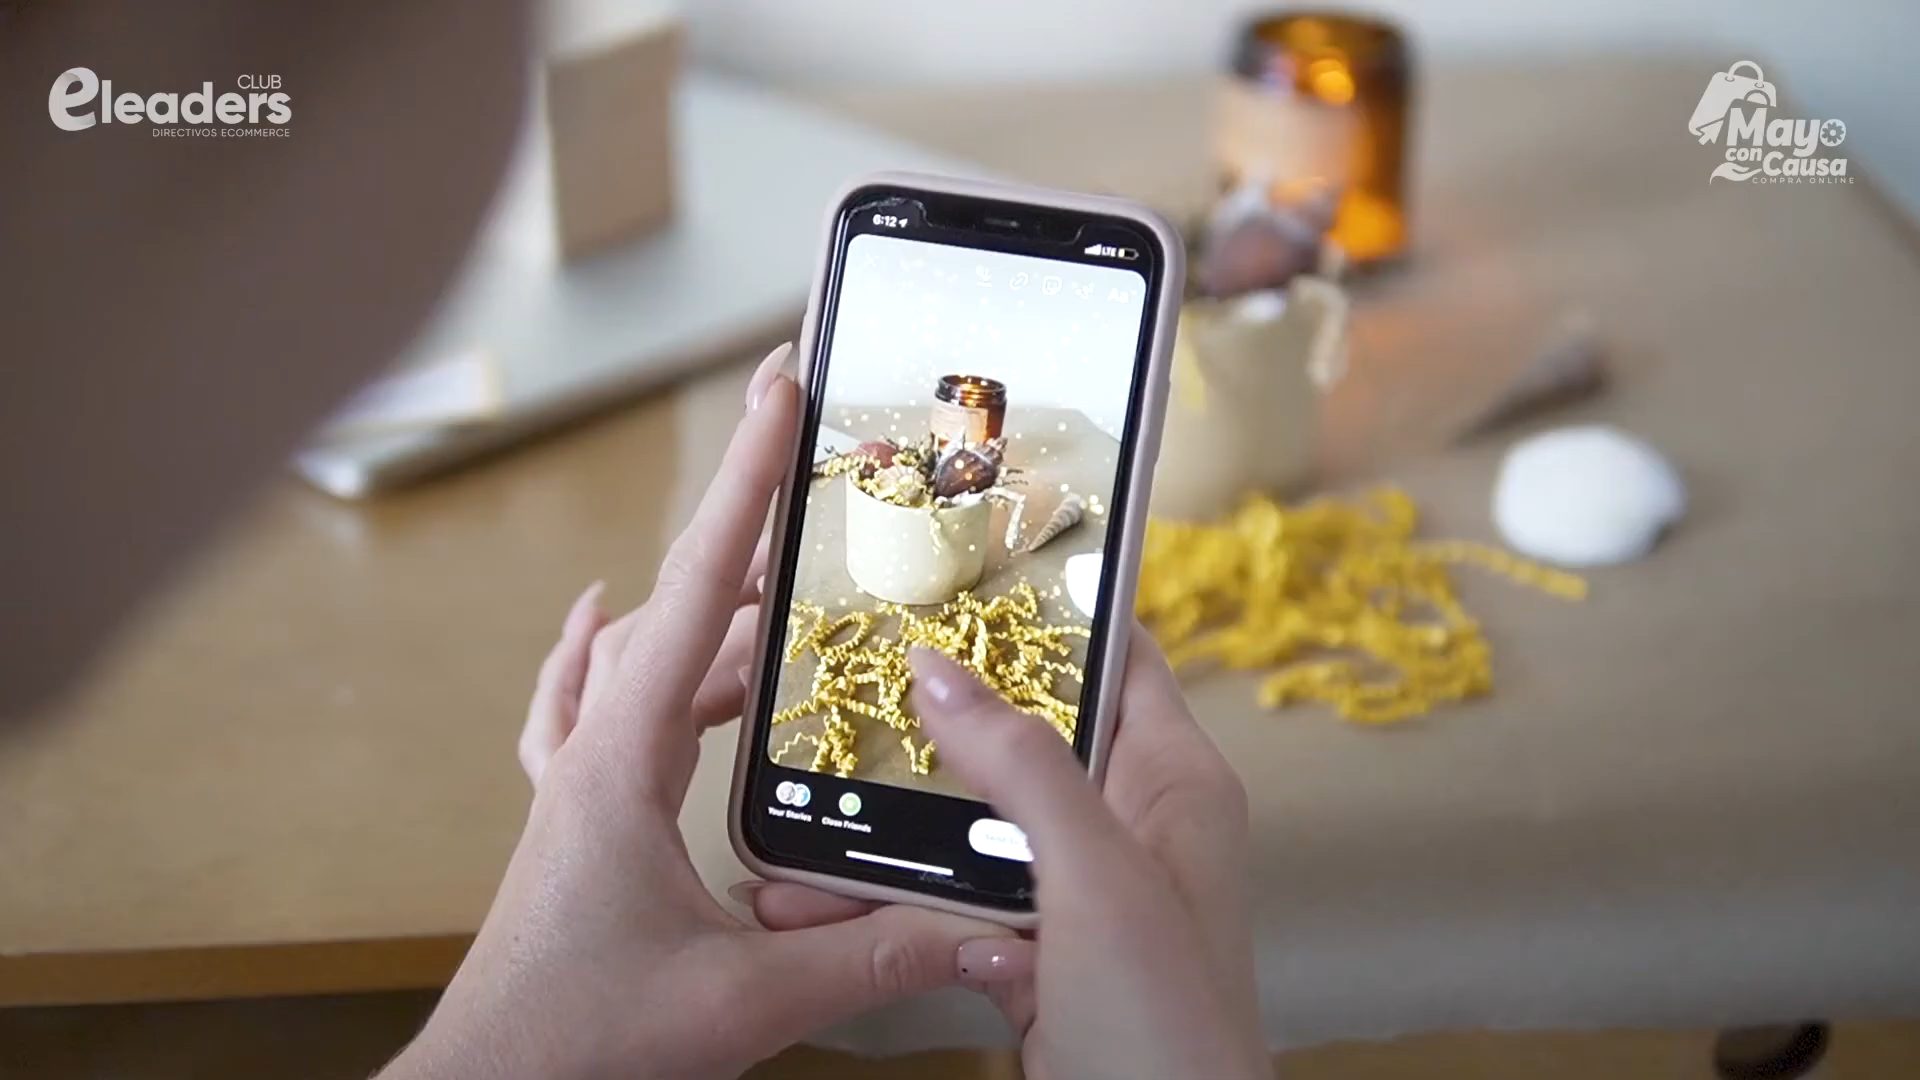 eleaders
CLUB
DIRECTIVOS ECOMMERCE
Mayo
con Causa
COMPRA ONLINE
6:12
LTE
Aa
Your Stories
Close Friends